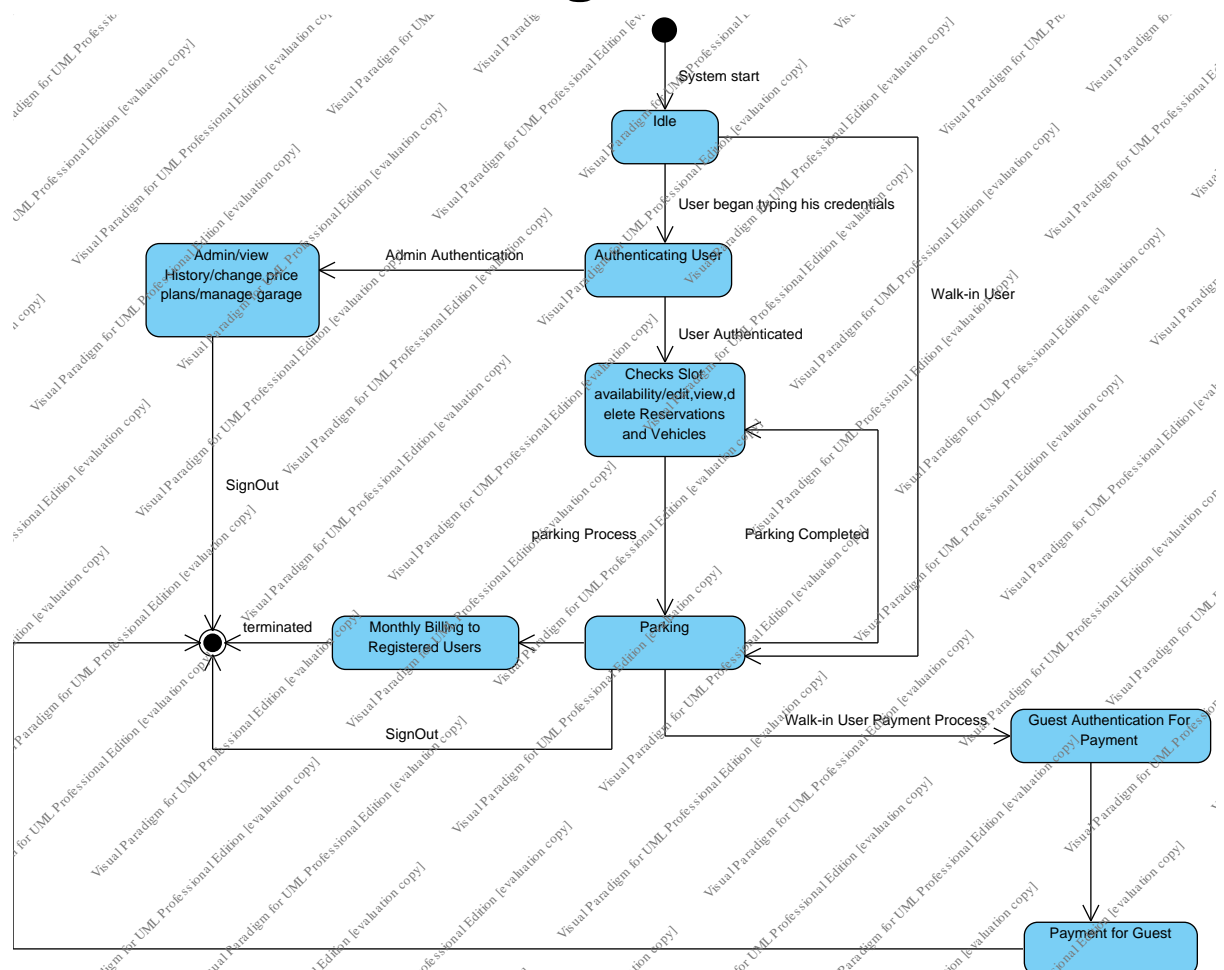 System start
Idle
User began typing his credentials
Admin/view
History/change price
plans/manage garage
Admin Authentication
Authenticating User
Walk-in User
User Authenticated
Checks Slot
availability/edit,view,d
elete Reservations
and Vehicles
SignOut
parking Process
Parking Completed
terminated
Monthly Billing to
Registered Users
Parking
SignOut
Walk-in User Payment Process
Guest Authentication For
Payment
Payment for Guest
Visual Paradigm for UML Professional Edition [evaluation copy]